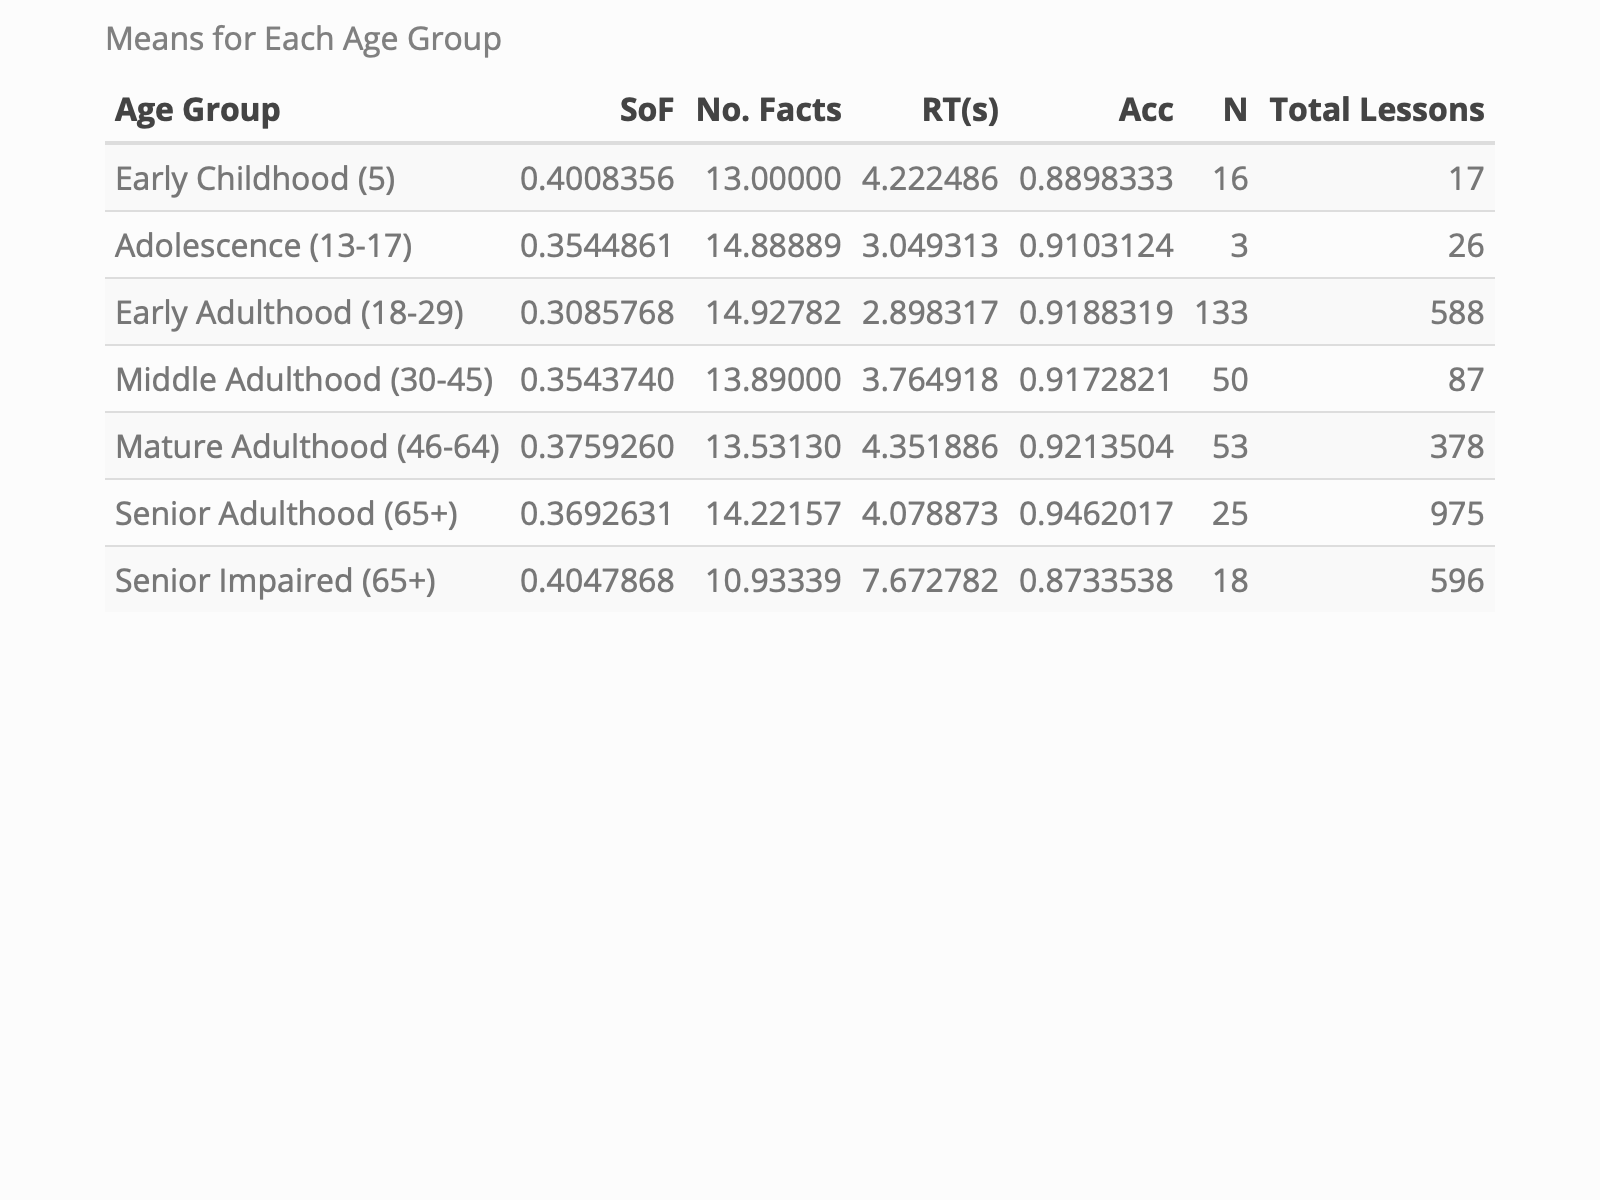 Means for Each Age Group
Age Group SoF No. Facts RT(s) Acc N Total Lessons
Early Childhood (5) 0.4008356 13.00000 4.222486 0.8898333 16 17
Adolescence (13-17) 0.3544861 14.88889 3.049313 0.9103124 3 26
Early Adulthood (18-29) 0.3085768 14.92782 2.898317 0.9188319 133 588
Middle Adulthood (30-45) 0.3543740 13.89000 3.764918 0.9172821 50 87
Mature Adulthood (46-64) 0.3759260 13.53130 4.351886 0.9213504 53 378
Senior Adulthood (65+) 0.3692631 14.22157 4.078873 0.9462017 25 975
Senior Impaired (65+) 0.4047868 10.93339 7.672782 0.8733538 18 596